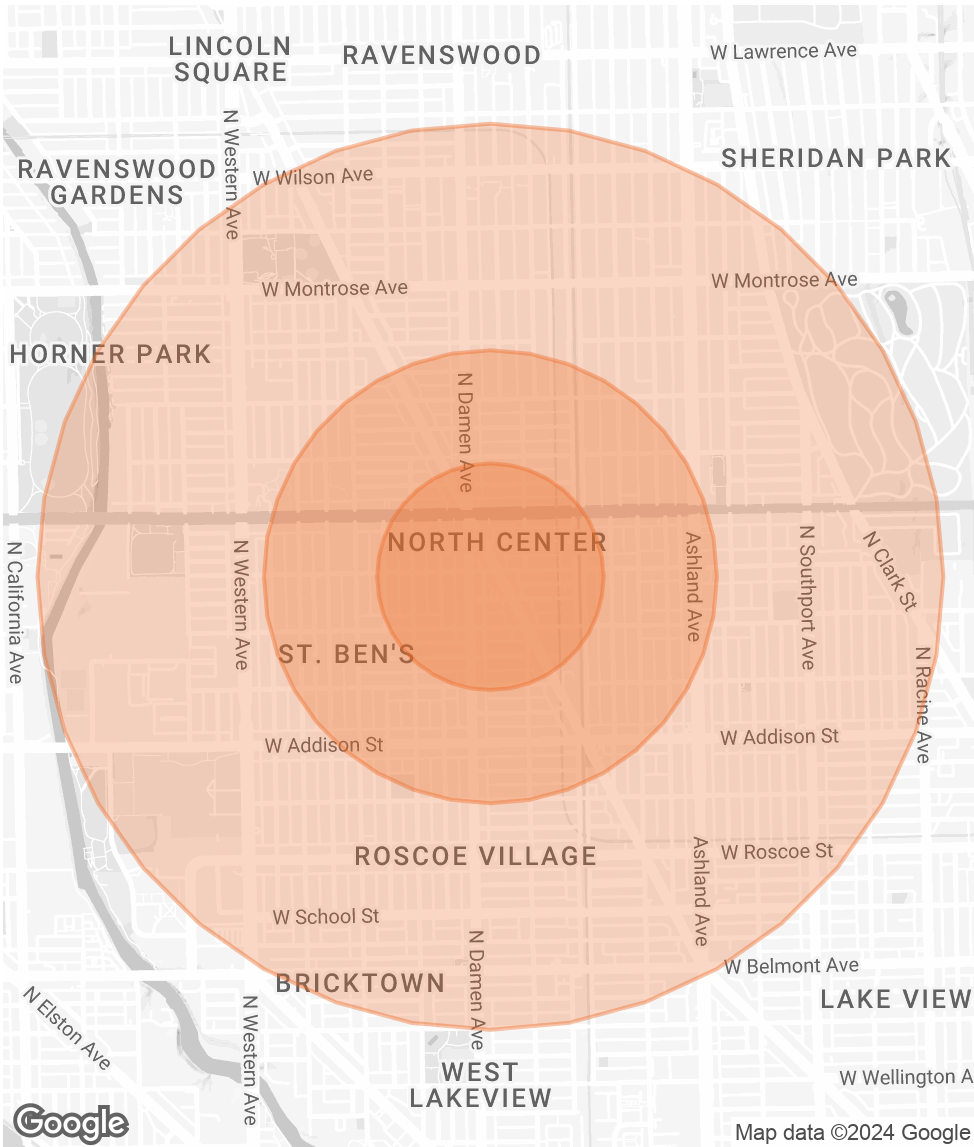 LINCOLN
SQUARE
RAVENSWOOD
W Lawrence Ave
N Western Ave
SHERIDAN PARK
RAVENSWOOD
GARDENS
W Wilson Ave
W Montrose Ave
W Montrose Ave
HORNER PARK
N Damen Ave
NORTH CENTER
N California Ave
N Western Ave
Ashland Ave
N Southport Ave
N Clark St
ST. BEN'S
N Racine Ave
W Addison St
W Addison St
ROSCOE VILLAGE
Ashland Ave
W Roscoe St
W School St
N Damen Ave
W Belmont Ave
BRICKTOWN
LAKE VIEW
N Elston Ave
N Western Ave
WEST
LAKEVIEW
W Wellington A
Google
Map data ©2024 Google